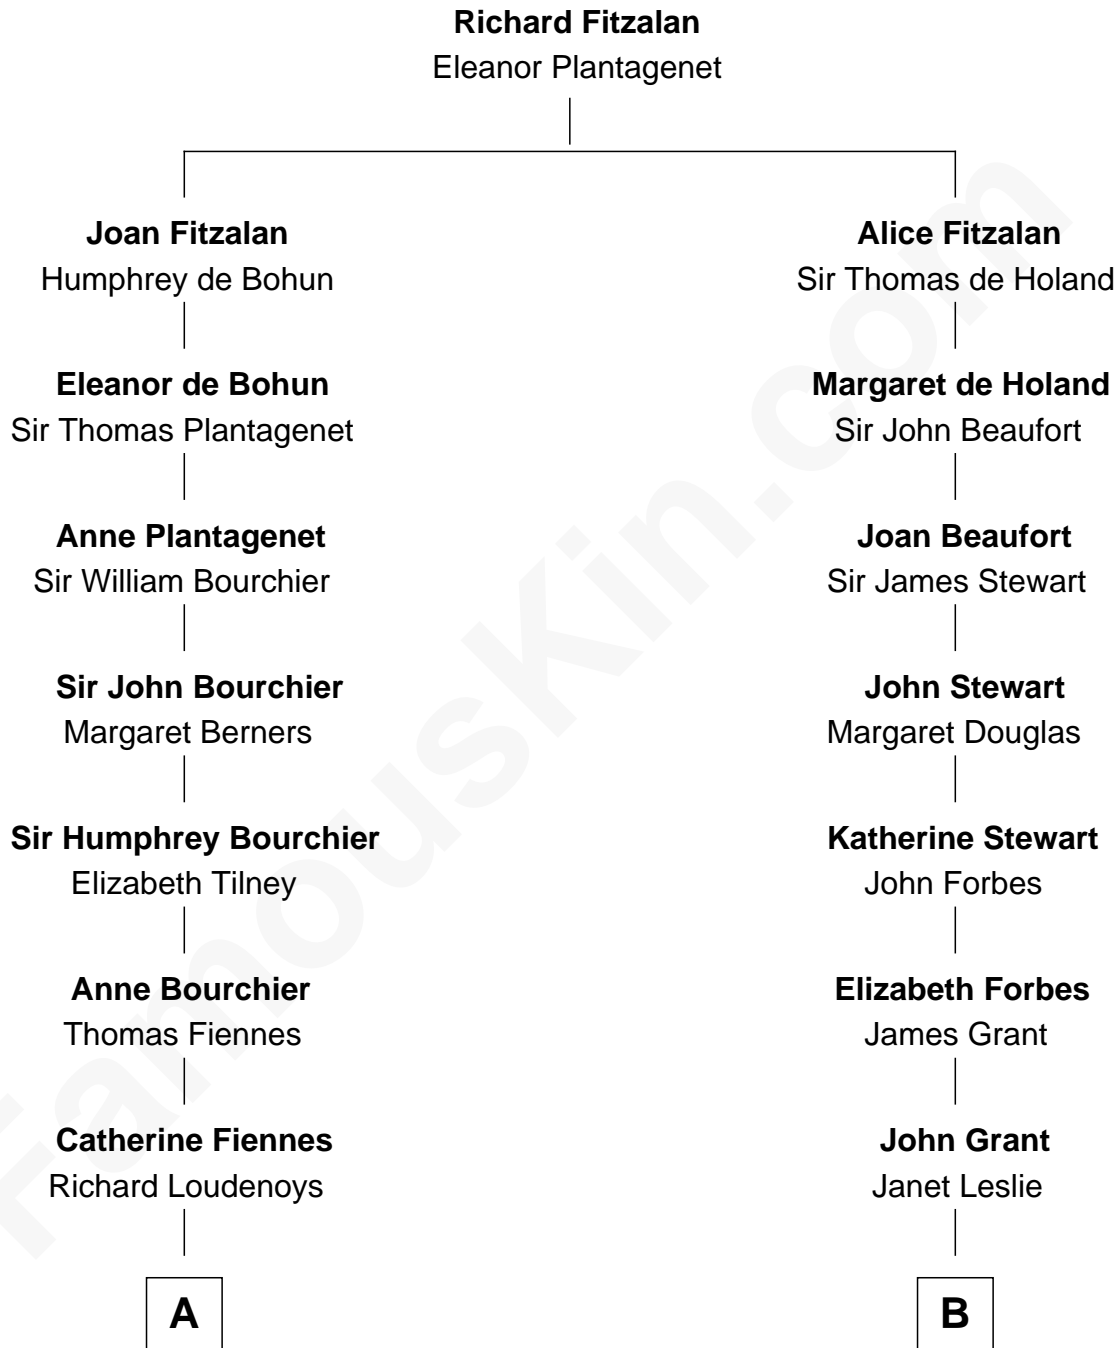 Richard Fitzalan
Eleanor Plantagenet
Joan Fitzalan
Humphrey de Bohun
Alice Fitzalan
Sir Thomas de Holand
Eleanor de Bohun
Sir Thomas Plantagenet
Margaret de Holand
Sir John Beaufort
Anne Plantagenet
Sir William Bourchier
Joan Beaufort
Sir James Stewart
Sir John Bourchier
Margaret Berners
John Stewart
Margaret Douglas
Sir Humphrey Bourchier
Elizabeth Tilney
Katherine Stewart
John Forbes
Anne Bourchier
Thomas Fiennes
Elizabeth Forbes
James Grant
Catherine Fiennes
Richard Loudenoys
John Grant
Janet Leslie
A
B
FamousKin.com